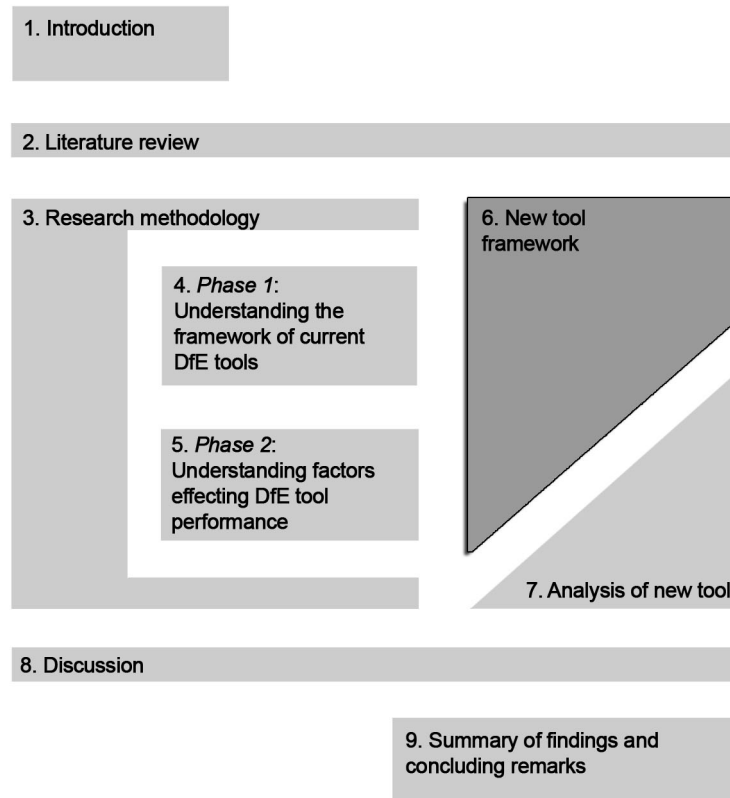 1. Introduction
2. Literature review
3. Research methodology
4. Phase 1:
Understanding the
framework of current
DfE tools
5. Phase 2:
Understanding factors
effecting DfE tool
performance
6. New tool
framework
7. Analysis of new tool
8. Discussion
9. Summary of findings and
concluding remarks